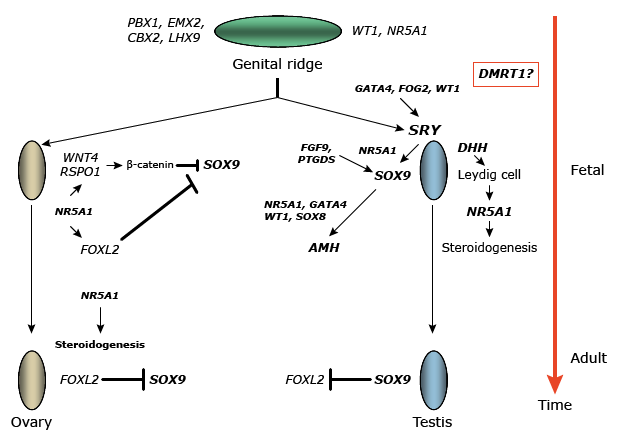 PBX1, EMX2,
CBX2, LHX9
WT1, NR5A1
Genital ridge
DMRT1?
GATA4, FOG2, WT1
SRY
FGF9,
PTGDS
NR5A1
DHH
WNT4
RSPO1
β-catenin
SOX9
SOX9
Leydig cell
Fetal
NR5A1
NR5A1, GATA4
WT1, SOX8
NR5A1
FOXL2
AMH
Steroidogenesis
NR5A1
Steroidogenesis
Adult
FOXL2
SOX9
FOXL2
SOX9
Time
Ovary
Testis